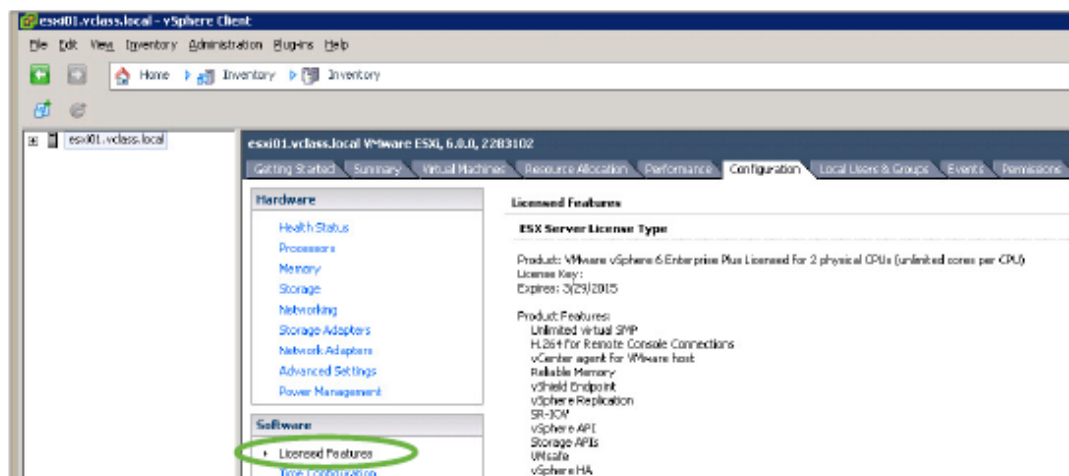 esxi01.vclass.local - vSphere Client
File Edit View Inventory Administration Plug-ins Help
Home Inventory Inventory
esxi01.vclass.local
esxi01.vclass.local VMware ESXi, 6.0.0, 2283102
Getting Started Summary Virtual Machines Resource Allocation Performance Configuration Local Users & Groups Events Permissions
Hardware
Health Status
Processors
Memory
Storage
Networking
Storage Adapters
Network Adapters
Advanced Settings
Power Management
Software
Licensed Features
Time Configuration
Licensed Features
ESX Server License Type
Product: VMware vSphere 6 Enterprise Plus Licensed for 2 physical CPUs (unlimited cores per CPU)
License Key:
Expires: 3/29/2015
Product Features:
Unlimited virtual SMP
H.264 for Remote Console Connections
vCenter agent for VMware host
Reliable Memory
vShield Endpoint
vSphere Replication
SR-IOV
vSphere API
Storage APIs
VMsafe
vSphere HA